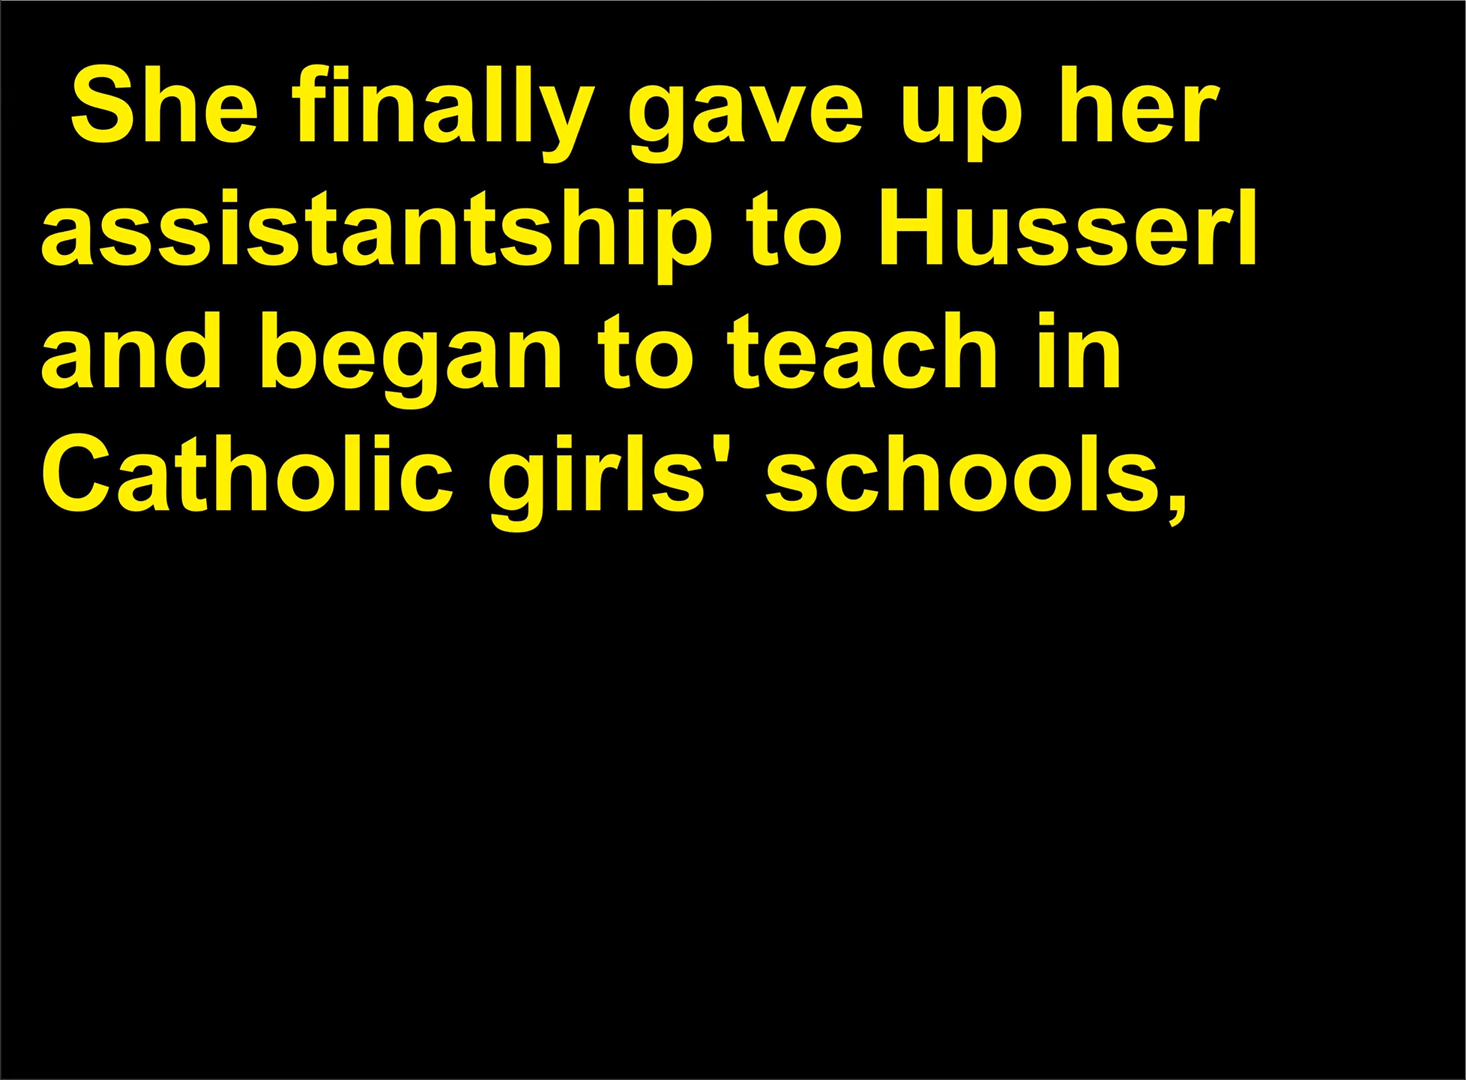 She finally gave up her
assistantship to Husserl
and began to teach in
Catholic girls' schools,